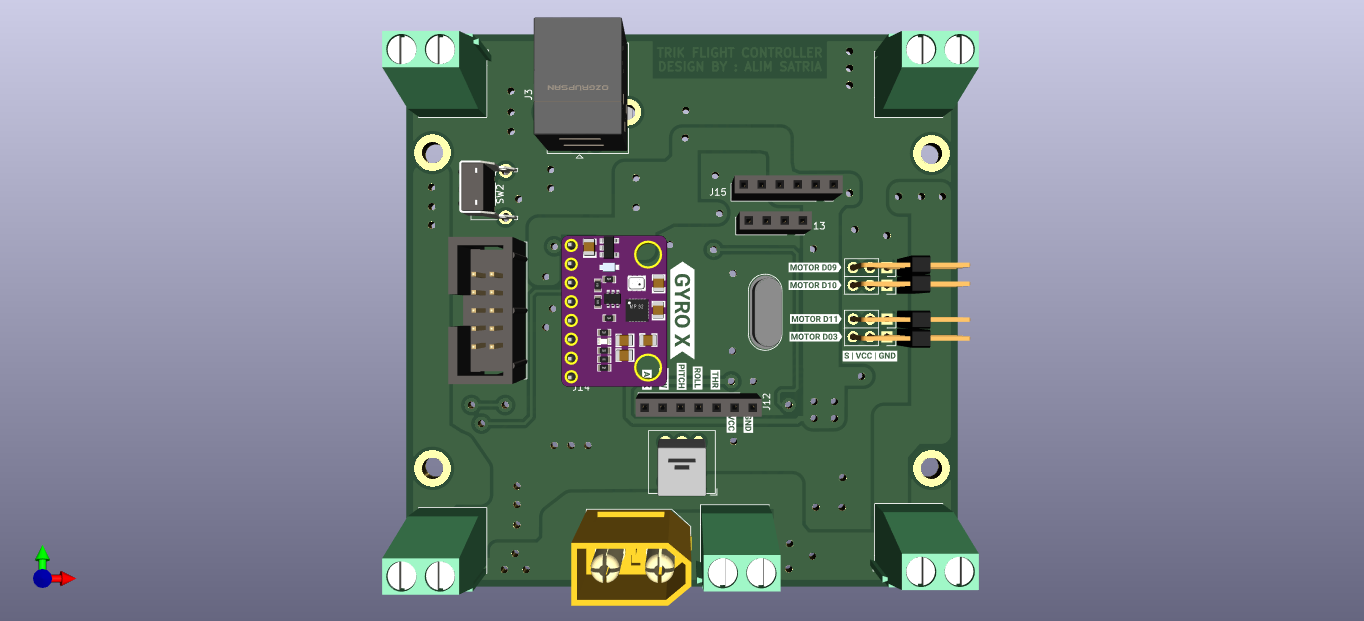 TRIK FLIGHT CONTROLLER
DESIGN BY : ALIM SATRIA
J3
SW2
J15
13
MOTOR D09
MOTOR D10
MOTOR D11
MOTOR D03
S | VCC | GND
GYRO X
PITCH
ROLL
THR
J14
J12
VCC
GND